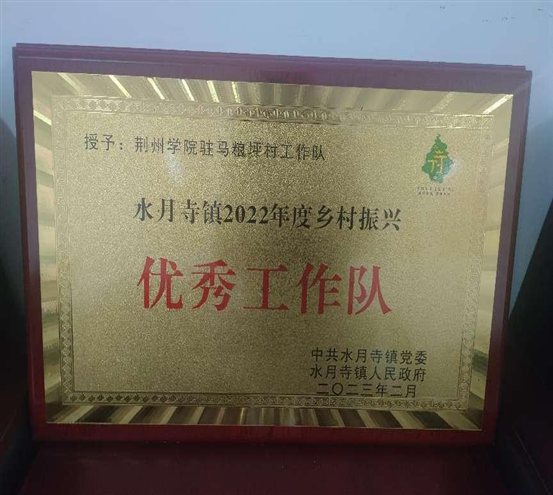 授予：荆州学院驻马粮坪村工作队
水月寺镇2022年度乡村振兴
优秀工作队
中共水月寺镇党委
水月寺镇人民政府
二〇二三年二月